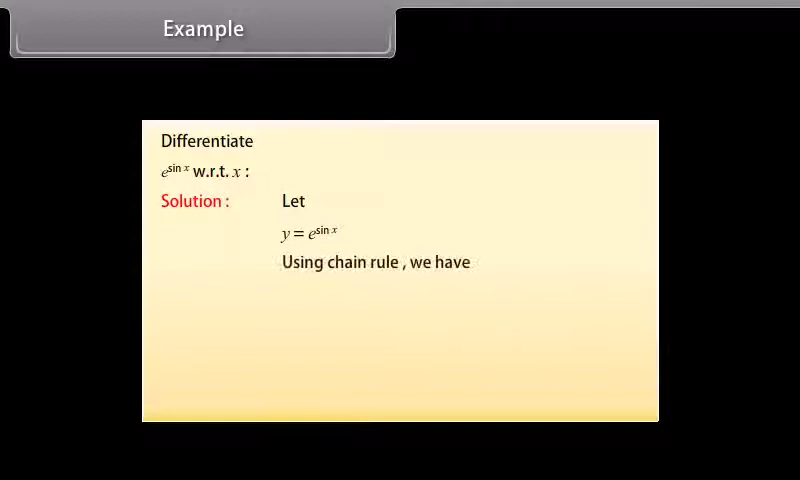 Example
Differentiate
e^sin x w.r.t. x :
Solution : Let
y = e^sin x
Using chain rule , we have